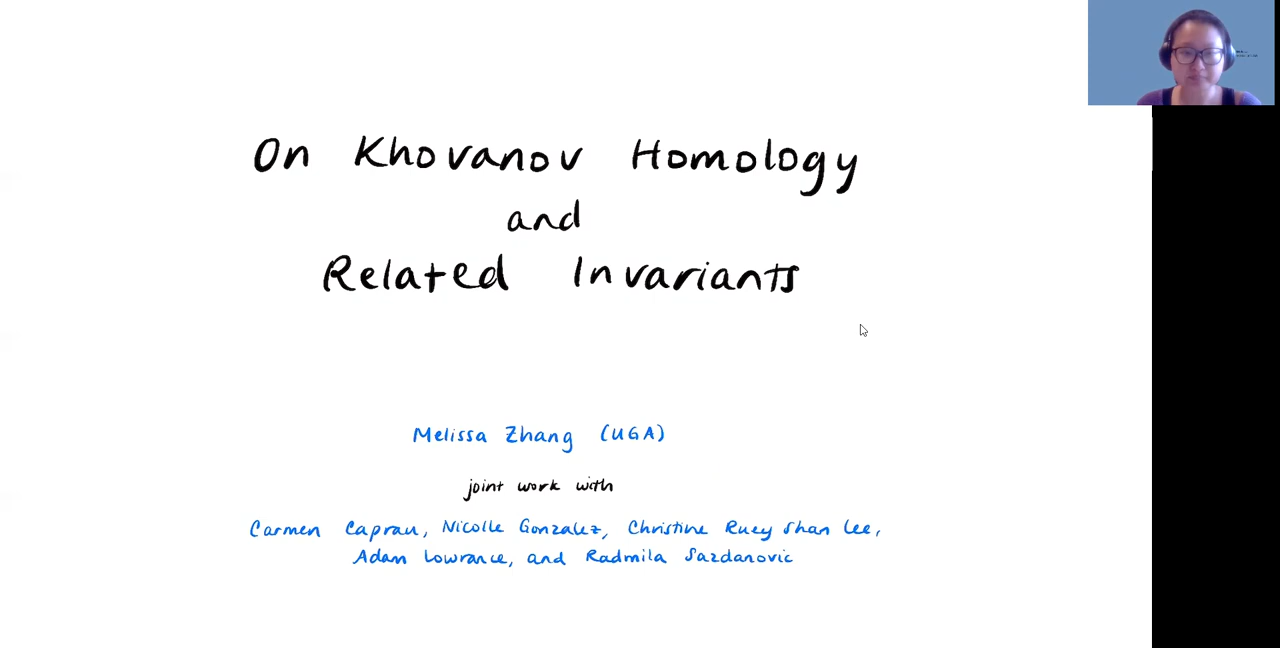 On Khovanov Homology
and
Related Invariants
Melissa Zhang (UGA)
joint work with
Carmen Caprau, Nicolle Gonzalez, Christine Ruey Shan Lee,
Adam Lowrance, and Radmila Sazdanovic